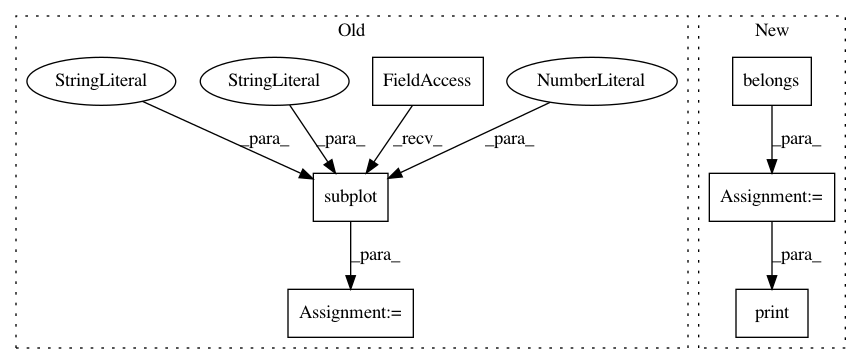 Old
New
StringLiteral
StringLiteral
FieldAccess
NumberLiteral
belongs
_para_
_para_
_recv_
_para_
_para_
subplot
Assignment:=
_para_
_para_
Assignment:=
print